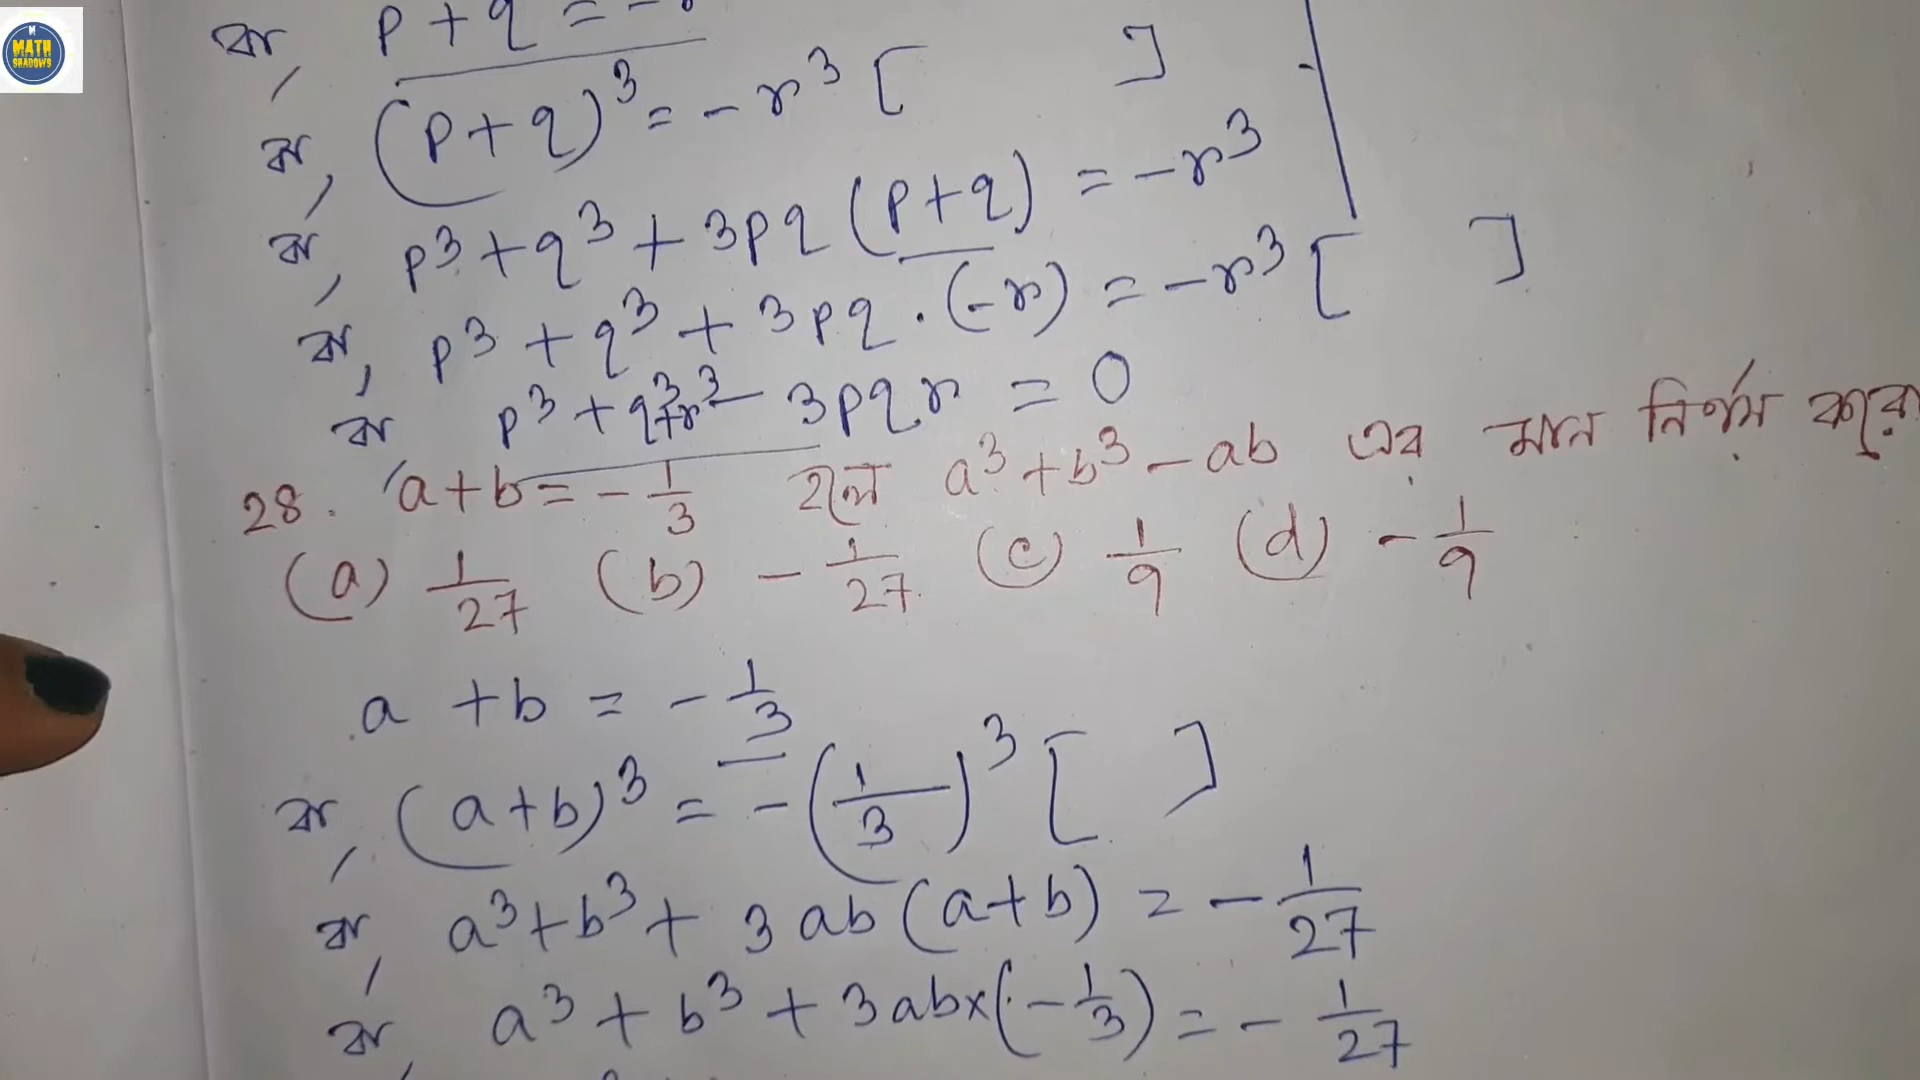 M
MATH
SHADOWS
বা, p + q = -r
বা, (p+q)³ = -r³ [ ]
বা, p³+q³+3pq(p+q) = -r³
বা, p³+q³+3pq.(-r) = -r³ [ ]
বা, p³+q³+r³-3pqr = 0
28. a+b = -1/3 হলে a³+b³-ab এর মান নির্ণয় করো
(a) 1/27 (b) -1/27 (c) 1/9 (d) -1/9
a+b = -1/3
বা, (a+b)³ = -(1/3)³ [ ]
বা, a³+b³+3ab(a+b) = -1/27
বা, a³+b³+3ab×(-1/3) = -1/27